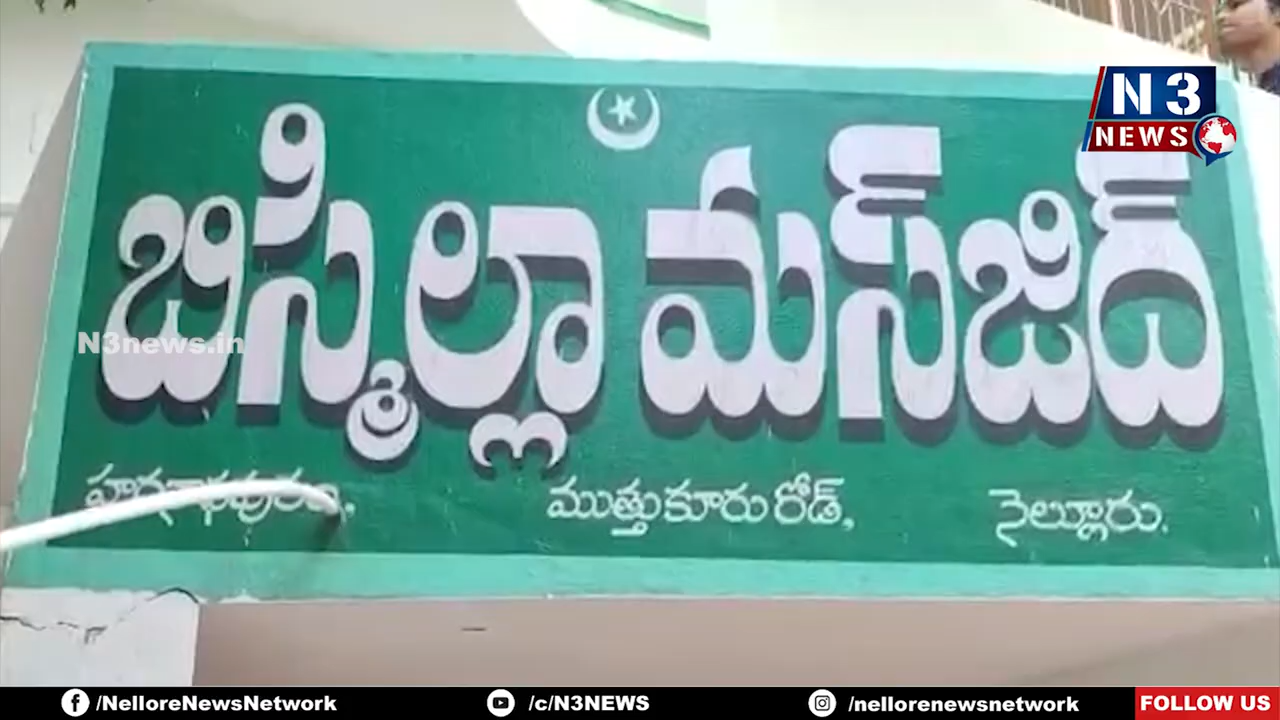 N3
NEWS
బిస్మిల్లా మస్‌జిద్
N3news.in
ముత్తుకూరు రోడ్, నెల్లూరు.
/NelloreNewsNetwork /c/N3NEWS /nellorenewsnetwork FOLLOW US